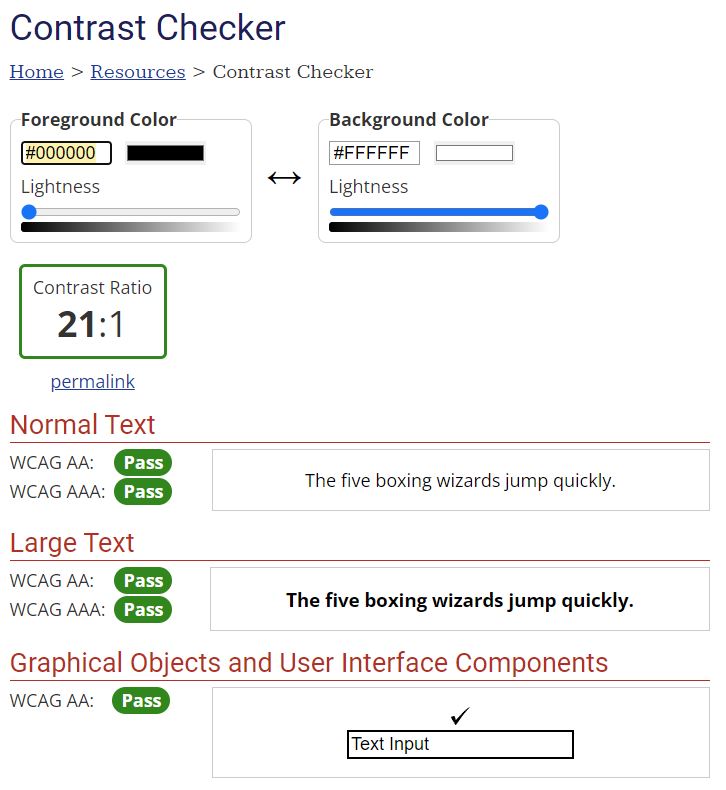 Contrast Checker
Home > Resources > Contrast Checker
Foreground Color
#000000
Lightness
Background Color
#FFFFFF
Lightness
Contrast Ratio
21:1
permalink
Normal Text
WCAG AA: Pass
WCAG AAA: Pass
The five boxing wizards jump quickly.
Large Text
WCAG AA: Pass
WCAG AAA: Pass
The five boxing wizards jump quickly.
Graphical Objects and User Interface Components
WCAG AA: Pass
Text Input